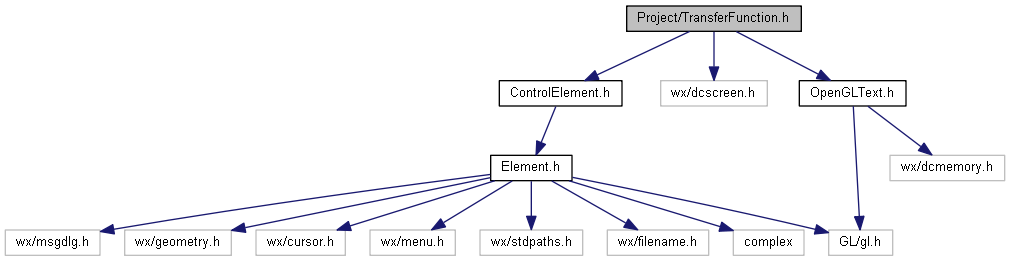 Project/TransferFunction.h
ControlElement.h
wx/dcscreen.h
OpenGLText.h
Element.h
wx/dcmemory.h
wx/msgdlg.h
wx/geometry.h
wx/cursor.h
wx/menu.h
wx/stdpaths.h
wx/filename.h
complex
GL/gl.h